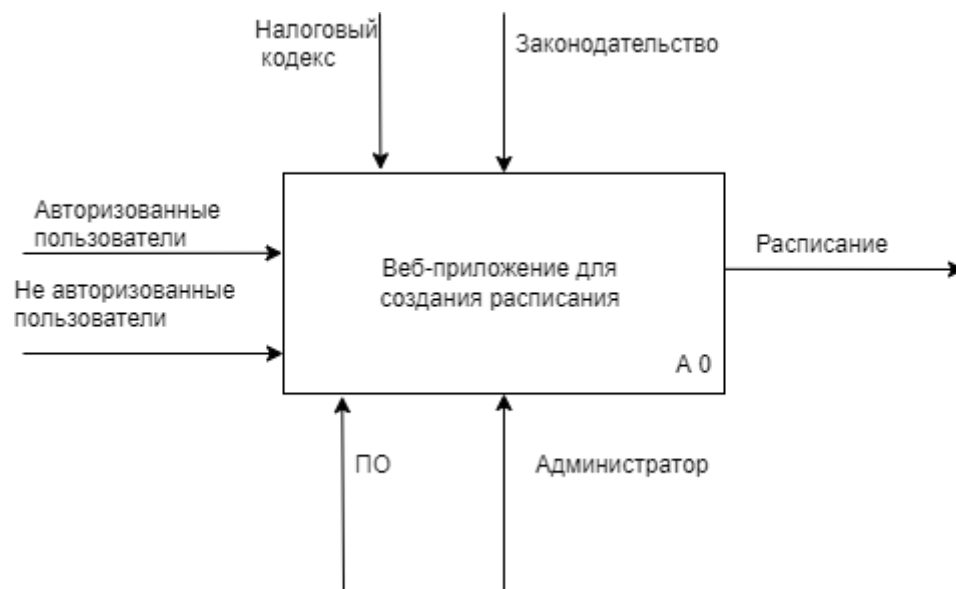 Налоговый
кодекс
Законодательство
Авторизованные
пользователи
Не авторизованные
пользователи
Веб-приложение для
создания расписания
А 0
Расписание
ПО
Администратор